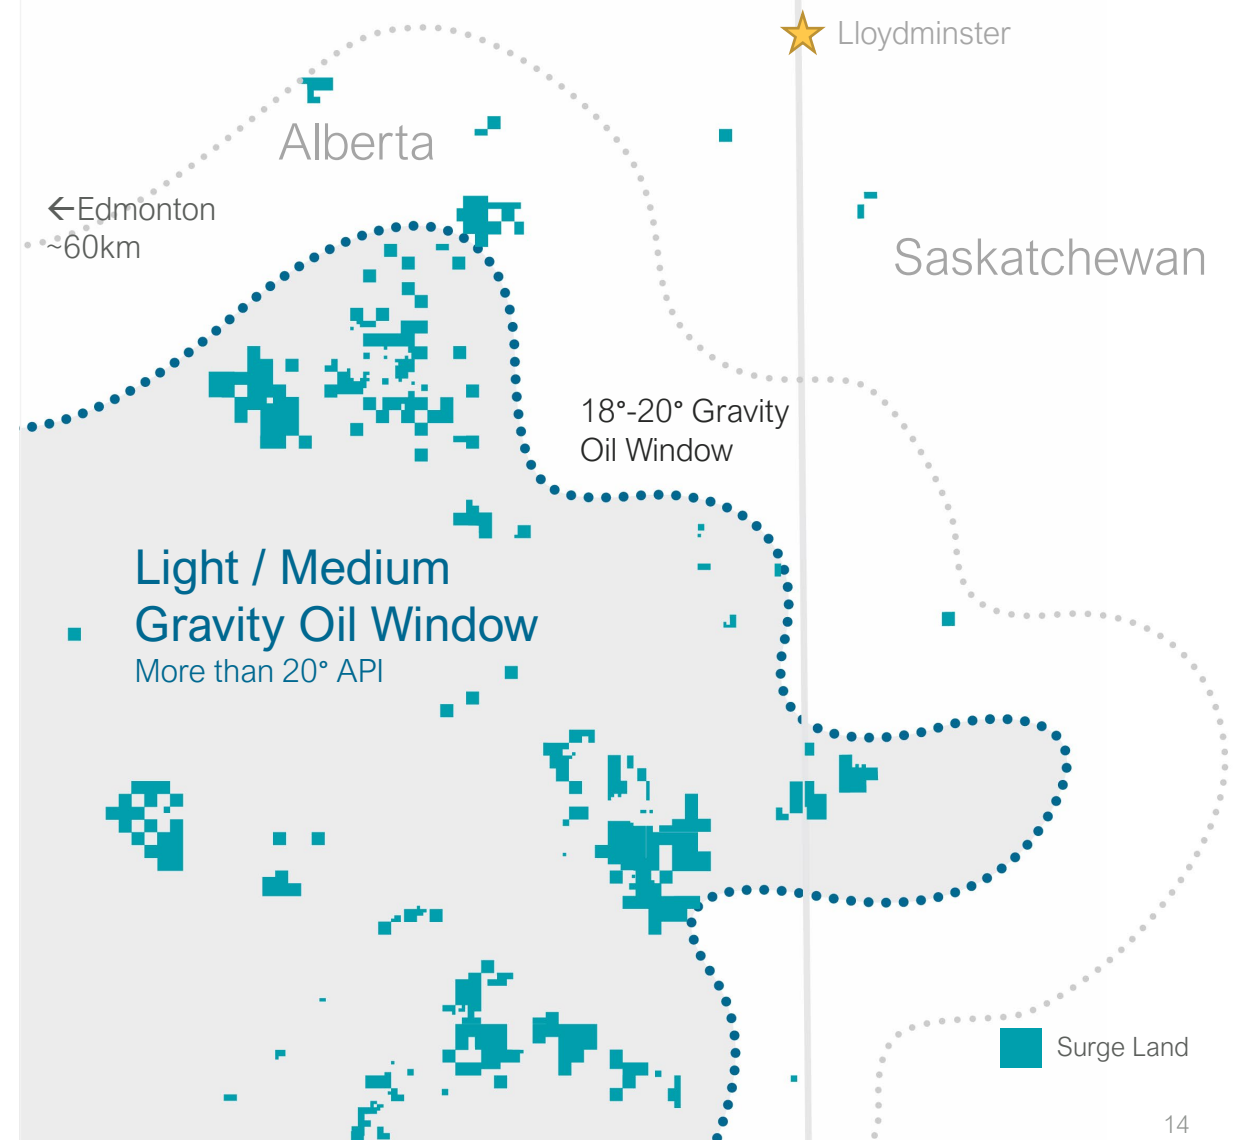 Lloydminster
Alberta
←Edmonton
~60km
Saskatchewan
18°-20° Gravity
Oil Window
Light / Medium
Gravity Oil Window
More than 20° API
Surge Land
14